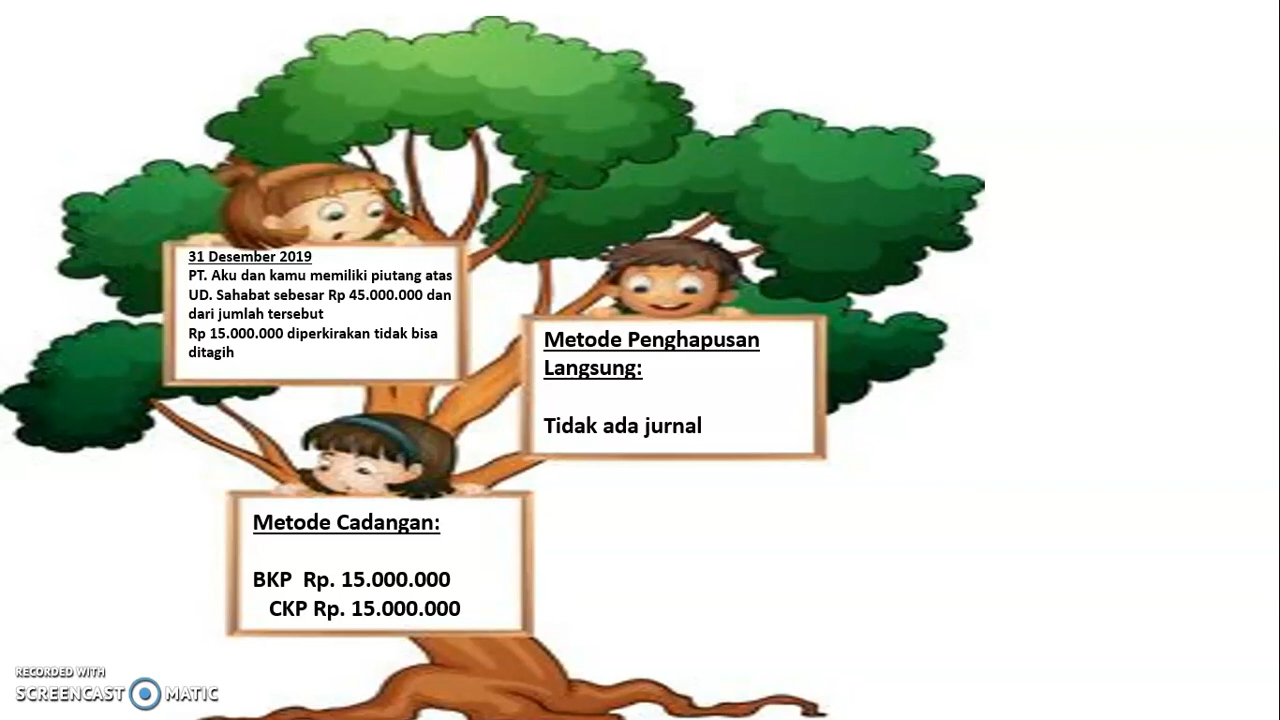 31 Desember 2019
PT. Aku dan kamu memiliki piutang atas
UD. Sahabat sebesar Rp 45.000.000 dan
dari jumlah tersebut
Rp 15.000.000 diperkirakan tidak bisa
ditagih
Metode Penghapusan
Langsung:
Tidak ada jurnal
Metode Cadangan:
BKP  Rp. 15.000.000
CKP Rp. 15.000.000
RECORDED WITH
SCREENCAST MATIC